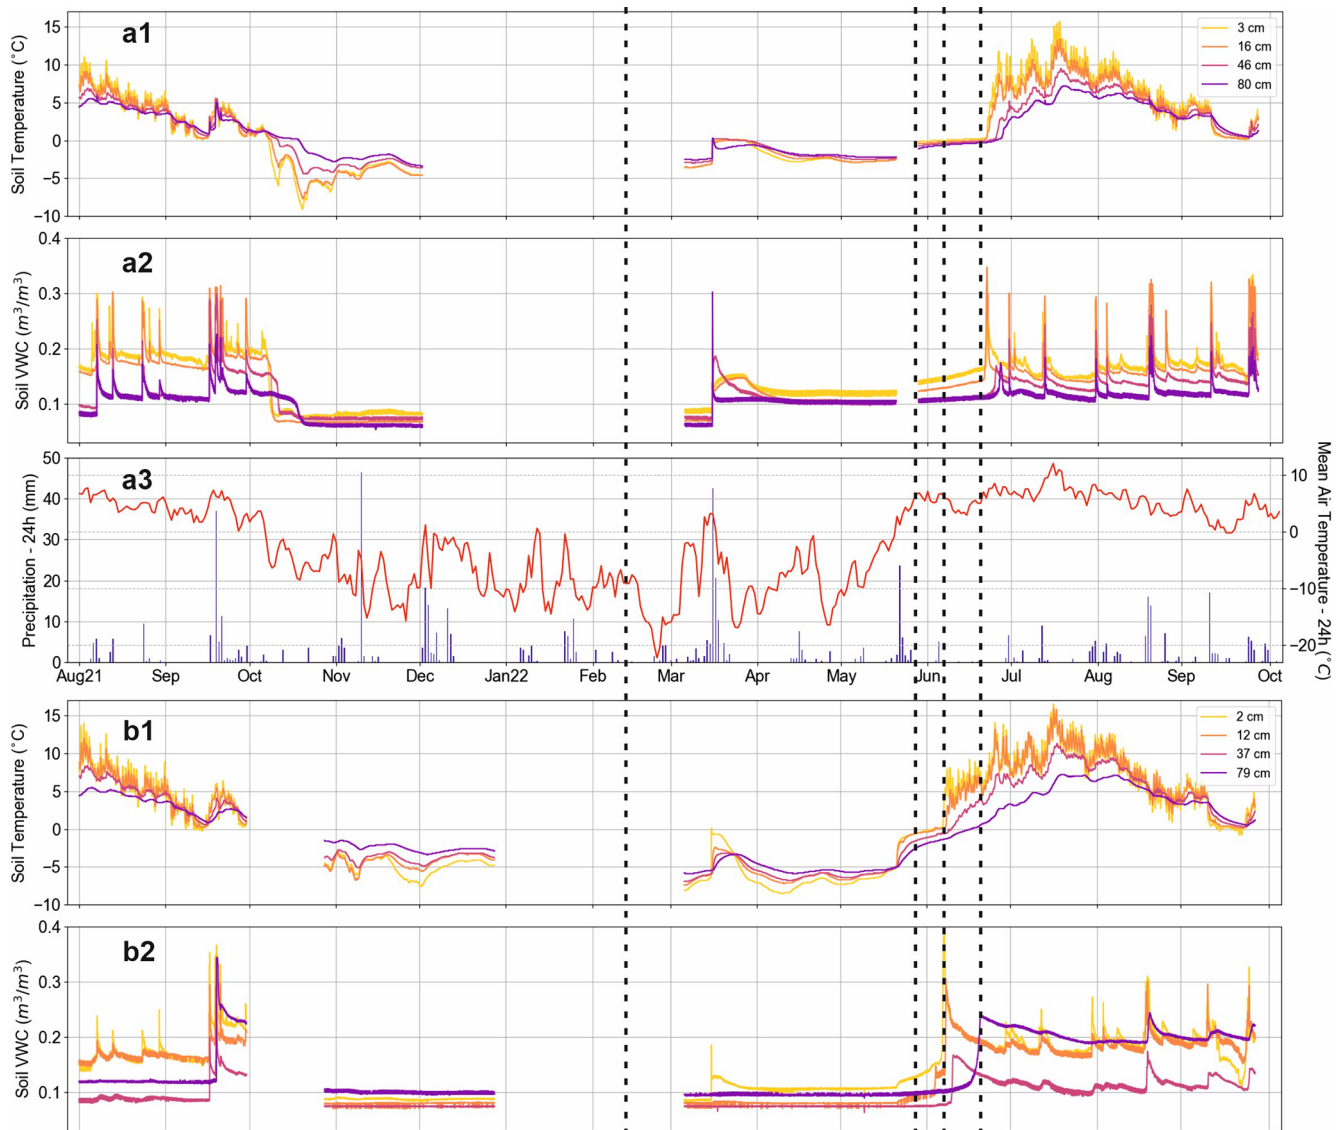 a1
Soil Temperature (°C)
15
10
5
0
−5
−10
3 cm
16 cm
46 cm
80 cm
a2
Soil VWC (m³/m³)
0.4
0.3
0.2
0.1
a3
Precipitation - 24h (mm)
50
40
30
20
10
0
Mean Air Temperature - 24h (°C)
10
0
−10
−20
Aug21 Sep Oct Nov Dec Jan22 Feb Mar Apr May Jun Jul Aug Sep Oct
b1
Soil Temperature (°C)
15
10
5
0
−5
−10
2 cm
12 cm
37 cm
79 cm
b2
Soil VWC (m³/m³)
0.4
0.3
0.2
0.1